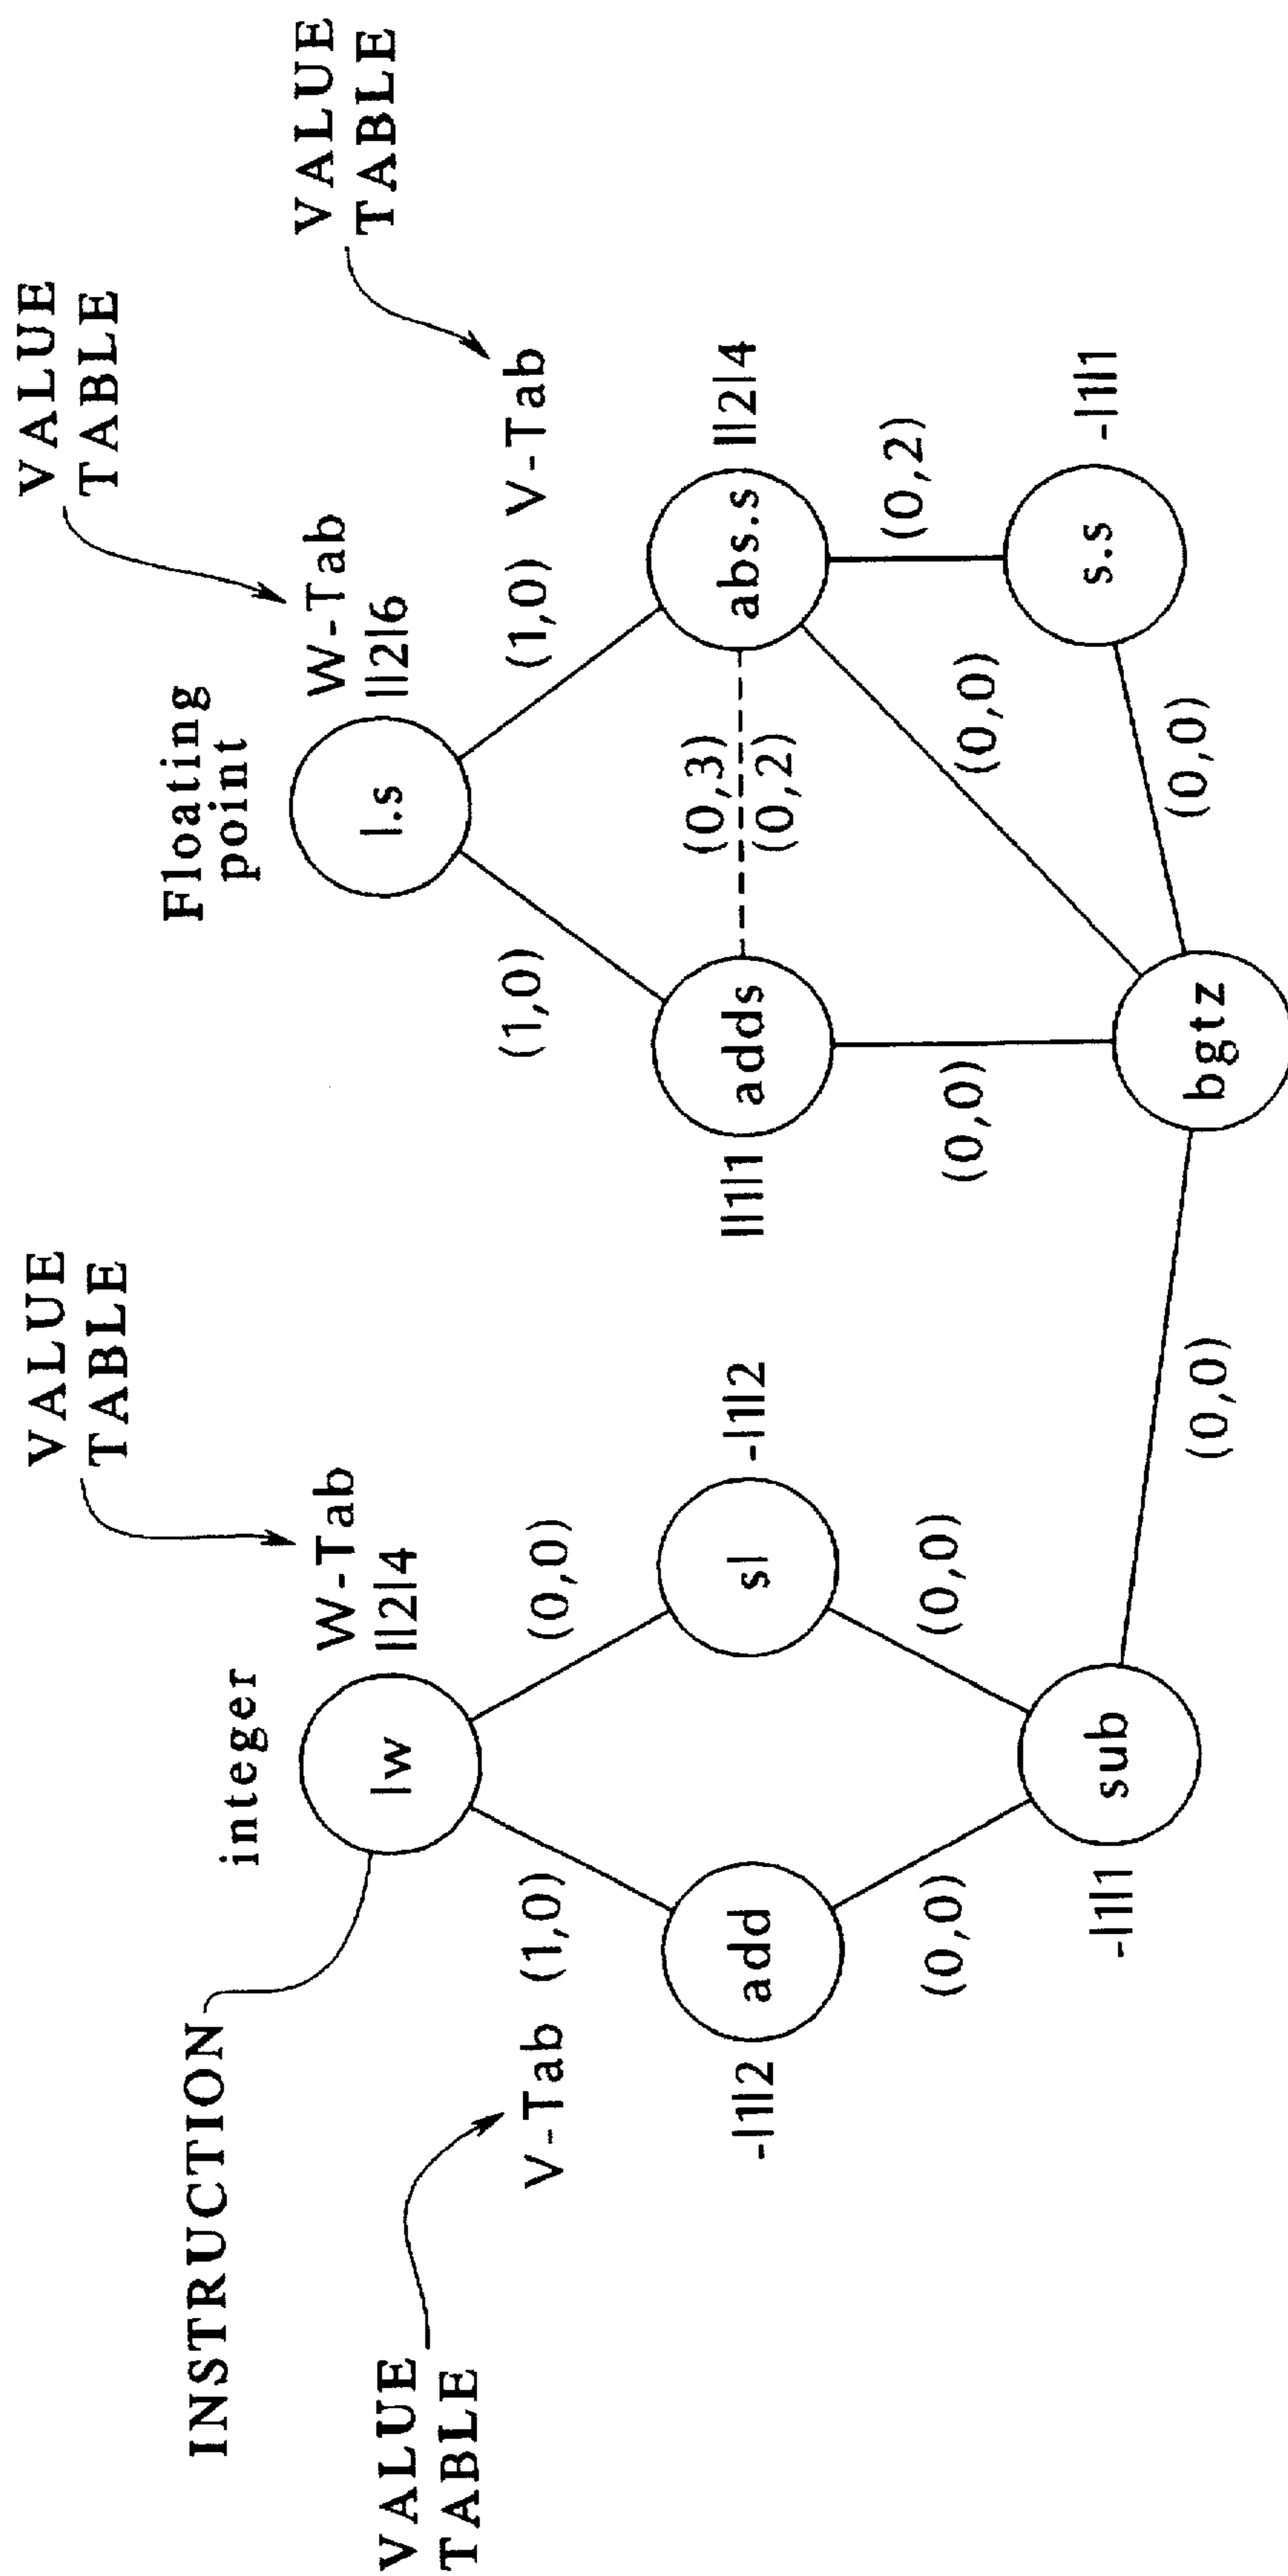 VALUE
TABLE
VALUE
TABLE
VALUE
TABLE
INSTRUCTION
integer
W-Tab
||2|4
Floating
point
W-Tab
||2|6
VALUE
TABLE
lw
l.s
V-Tab (1,0)
(0,0)
(1,0)
(1,0) V-Tab
-|1||2
add
sl
-|1||2
||1|1
adds
(0,3)
(0,2)
abs.s
||2|4
(0,0)
(0,0)
(0,0)
(0,0)
(0,2)
-|1||1
sub
(0,0)
bgtz
(0,0)
s.s
-|1||1